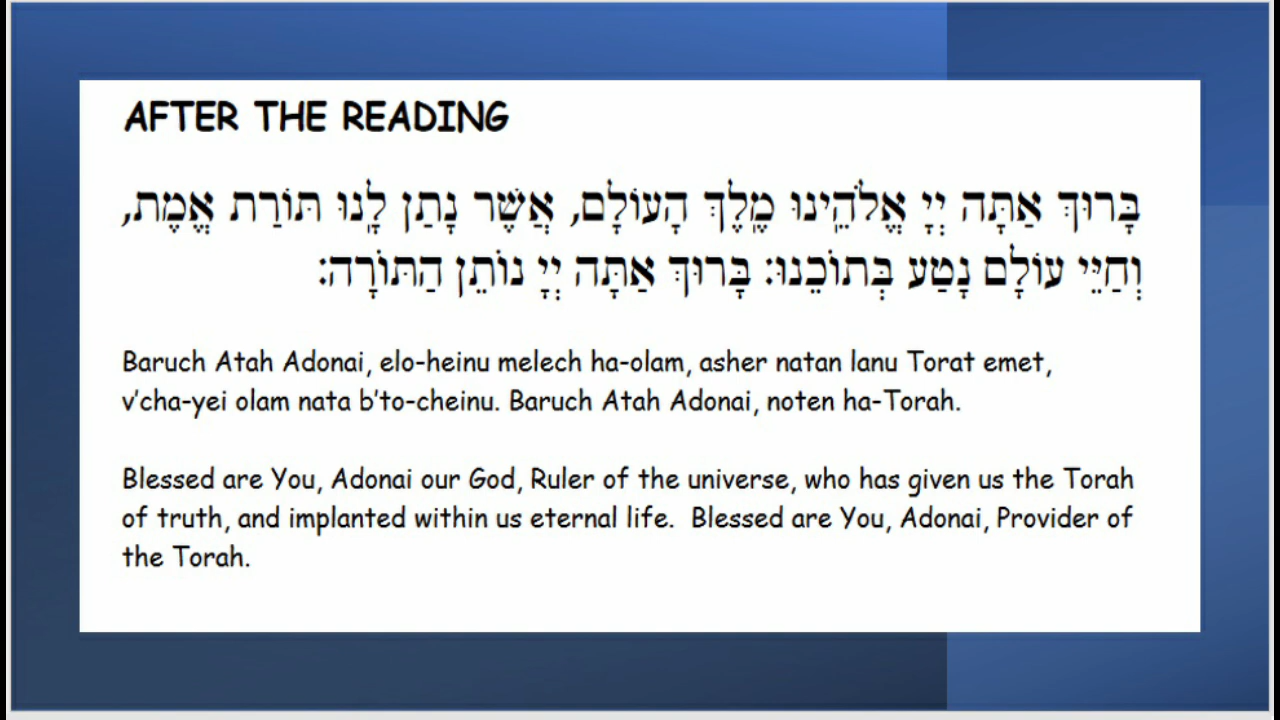 AFTER THE READING
בָּרוּךְ אַתָּה יְיָ אֱלֹהֵֽינוּ מֶֽלֶךְ הָעוֹלָם, אֲשֶׁר נָתַן לָֽנוּ תּוֹרַת אֱמֶת,
וְחַיֵּי עוֹלָם נָטַע בְּתוֹכֵנוּ: בָּרוּךְ אַתָּה יְיָ נוֹתֵן הַתּוֹרָה:
Baruch Atah Adonai, elo-heinu melech ha-olam, asher natan lanu Torat emet,
v'cha-yei olam nata b'to-cheinu. Baruch Atah Adonai, noten ha-Torah.
Blessed are You, Adonai our God, Ruler of the universe, who has given us the Torah
of truth, and implanted within us eternal life.  Blessed are You, Adonai, Provider of
the Torah.